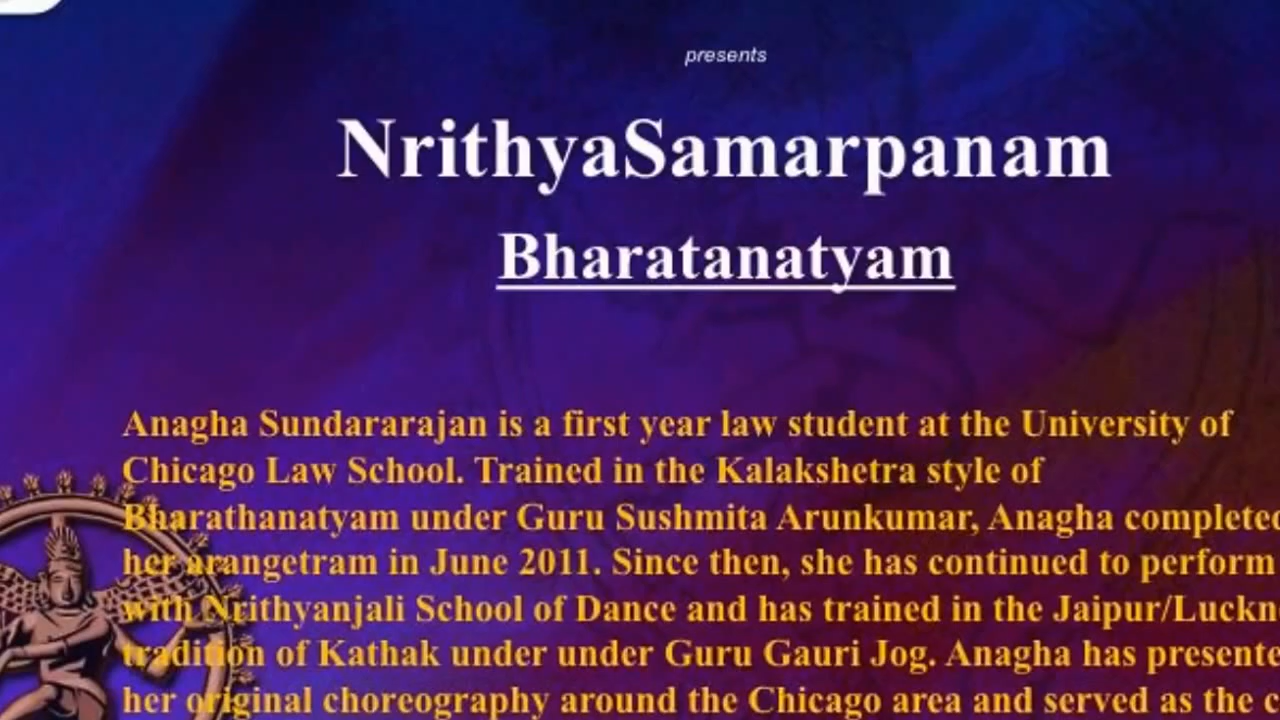 presents
NrithyaSamarpanam
Bharatanatyam
Anagha Sundararajan is a first year law student at the University of
Chicago Law School. Trained in the Kalakshetra style of
Bharathanatyam under Guru Sushmita Arunkumar, Anagha completed
her arangetram in June 2011. Since then, she has continued to perform
with Nrithyanjali School of Dance and has trained in the Jaipur/Luckn
tradition of Kathak under under Guru Gauri Jog. Anagha has presente
her original choreography around the Chicago area and served as the c